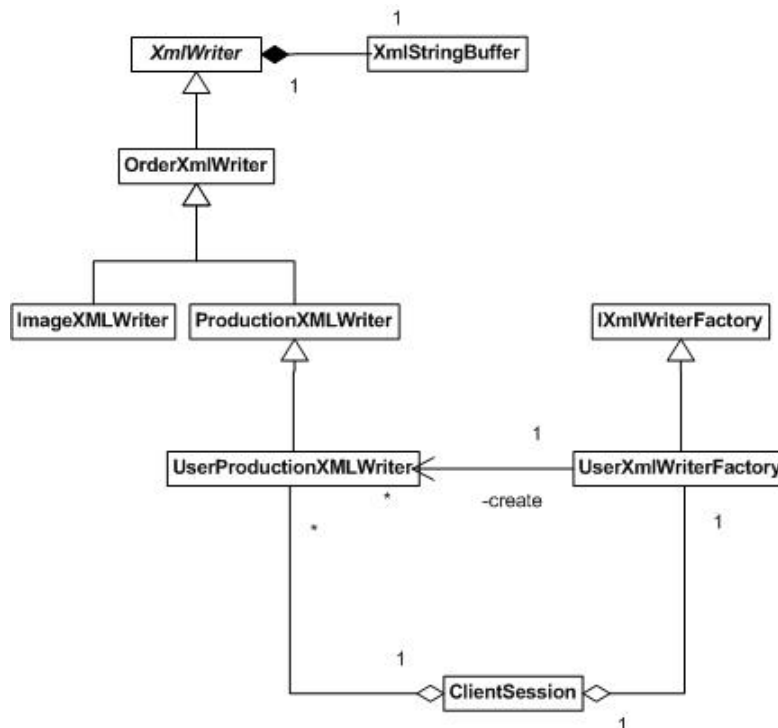 1
XmlWriter
XmlStringBuffer
1
OrderXmlWriter
ImageXMLWriter
ProductionXMLWriter
IXmlWriterFactory
1
UserProductionXMLWriter
UserXmlWriterFactory
*
-create
*
1
1
ClientSession
1